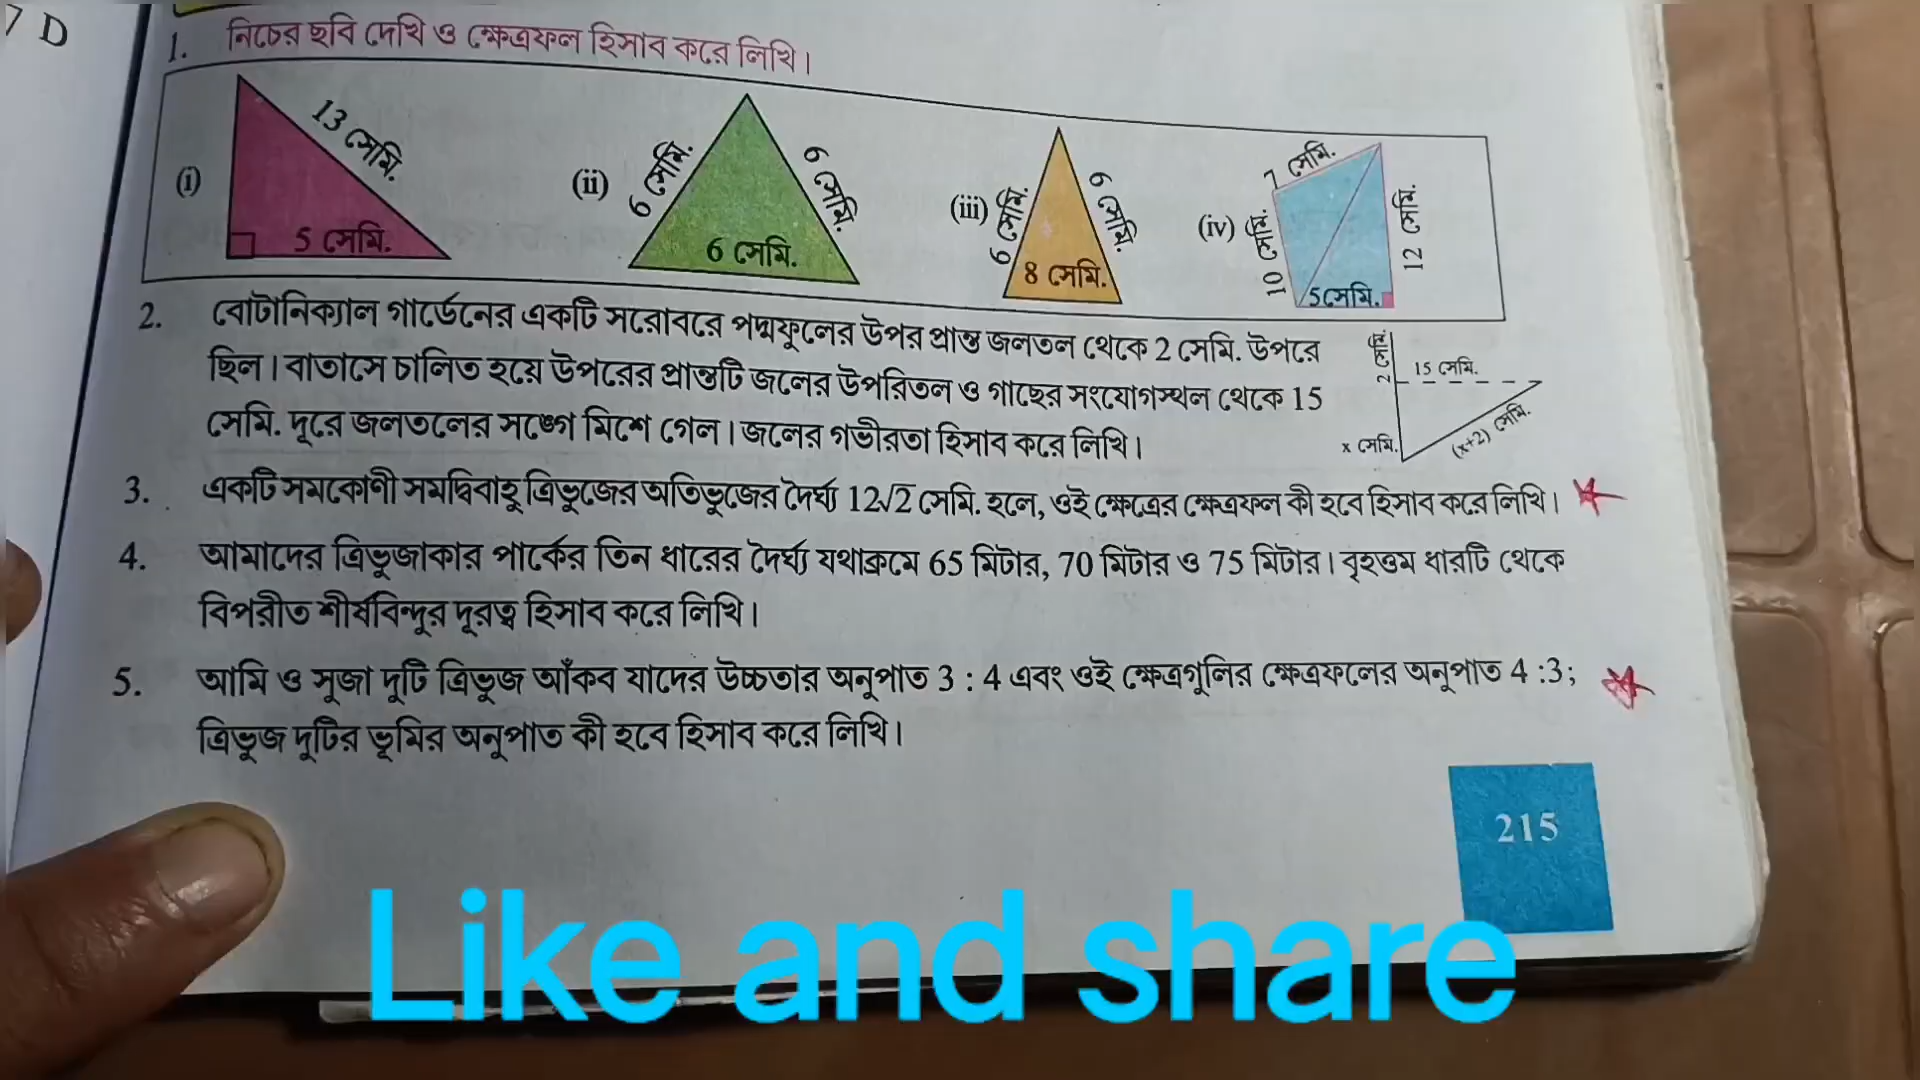 7 D
1. নিচের ছবি দেখি ও ক্ষেত্রফল হিসাব করে লিখি।
(i) 13 সেমি. 5 সেমি.
(ii) 6 সেমি. 6 সেমি. 6 সেমি.
(iii) 6 সেমি. 6 সেমি. 8 সেমি.
(iv) 7 সেমি. 10 সেমি. 12 সেমি. 5সেমি.
2. বোটানিক্যাল গার্ডেনের একটি সরোবরে পদ্মফুলের উপর প্রান্ত জলতল থেকে 2 সেমি. উপরে
ছিল। বাতাসে চালিত হয়ে উপরের প্রান্তটি জলের উপরিতল ও গাছের সংযোগস্থল থেকে 15
সেমি. দূরে জলতলের সঙ্গে মিশে গেল। জলের গভীরতা হিসাব করে লিখি।
2 সেমি. 15 সেমি.
x সেমি. (x+2) সেমি.
3. একটি সমকোণী সমদ্বিবাহু ত্রিভুজের অতিভুজের দৈর্ঘ্য 12√2 সেমি. হলে, ওই ক্ষেত্রের ক্ষেত্রফল কী হবে হিসাব করে লিখি।
4. আমাদের ত্রিভুজাকার পার্কের তিন ধারের দৈর্ঘ্য যথাক্রমে 65 মিটার, 70 মিটার ও 75 মিটার। বৃহত্তম ধারটি থেকে
বিপরীত শীর্ষবিন্দুর দূরত্ব হিসাব করে লিখি।
5. আমি ও সুজা দুটি ত্রিভুজ আঁকব যাদের উচ্চতার অনুপাত 3 : 4 এবং ওই ক্ষেত্রগুলির ক্ষেত্রফলের অনুপাত 4 :3;
ত্রিভুজ দুটির ভূমির অনুপাত কী হবে হিসাব করে লিখি।
215
Like and share